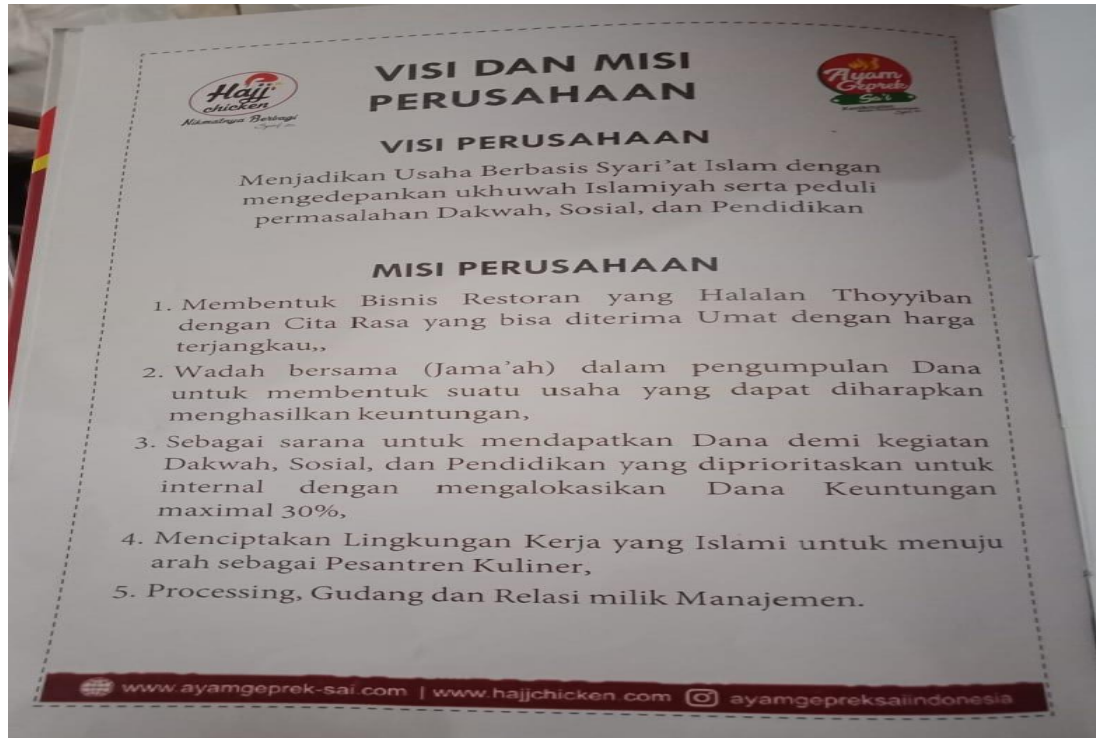 VISI DAN MISI
PERUSAHAAN
Hajj
chicken
Nikmatnya Berbagi
Ayam
Geprek
Sa'i
VISI PERUSAHAAN
Menjadikan Usaha Berbasis Syari'at Islam dengan
mengedepankan ukhuwah Islamiyah serta peduli
permasalahan Dakwah, Sosial, dan Pendidikan
MISI PERUSAHAAN
1. Membentuk Bisnis Restoran yang Halalan Thoyyiban
dengan Cita Rasa yang bisa diterima Umat dengan harga
terjangkau,,
2. Wadah bersama (Jama'ah) dalam pengumpulan Dana
untuk membentuk suatu usaha yang dapat diharapkan
menghasilkan keuntungan,
3. Sebagai sarana untuk mendapatkan Dana demi kegiatan
Dakwah, Sosial, dan Pendidikan yang diprioritaskan untuk
internal dengan mengalokasikan Dana Keuntungan
maximal 30%,
4. Menciptakan Lingkungan Kerja yang Islami untuk menuju
arah sebagai Pesantren Kuliner,
5. Processing, Gudang dan Relasi milik Manajemen.
www.ayamgeprek-sai.com | www.hajjchicken.com ayamgepreksaiindonesia